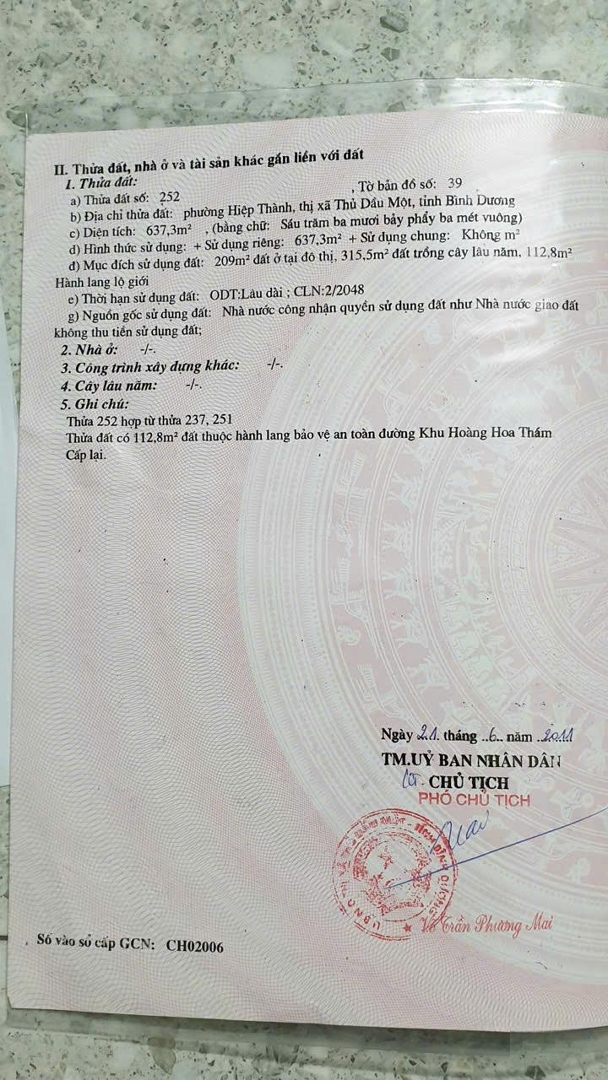 II. Thửa đất, nhà ở và tài sản khác gắn liền với đất
1. Thửa đất:
a) Thửa đất số: 252 , Tờ bản đồ số: 39
b) Địa chỉ thửa đất: phường Hiệp Thành, thị xã Thủ Dầu Một, tỉnh Bình Dương
c) Diện tích: 637,3m² , (bằng chữ: Sáu trăm ba mươi bảy phẩy ba mét vuông)
d) Hình thức sử dụng: + Sử dụng riêng: 637,3m² + Sử dụng chung: Không m²
đ) Mục đích sử dụng đất: 209m² đất ở tại đô thị, 315,5m² đất trồng cây lâu năm, 112,8m²
Hành lang lộ giới
e) Thời hạn sử dụng đất: ODT:Lâu dài ; CLN:2/2048
g) Nguồn gốc sử dụng đất: Nhà nước công nhận quyền sử dụng đất như Nhà nước giao đất
không thu tiền sử dụng đất;
2. Nhà ở: -/-.
3. Công trình xây dựng khác: -/-.
4. Cây lâu năm: -/-.
5. Ghi chú:
Thửa 252 hợp từ thửa 237, 251
Thửa đất có 112,8m² đất thuộc hành lang bảo vệ an toàn đường Khu Hoàng Hoa Thám
Cấp lại.
Ngày 21. tháng ..6.. năm ..2011
TM.UỶ BAN NHÂN DÂN
KT. CHỦ TỊCH
PHÓ CHỦ TỊCH
Trần Phương Mai
Số vào sổ cấp GCN: CH02006